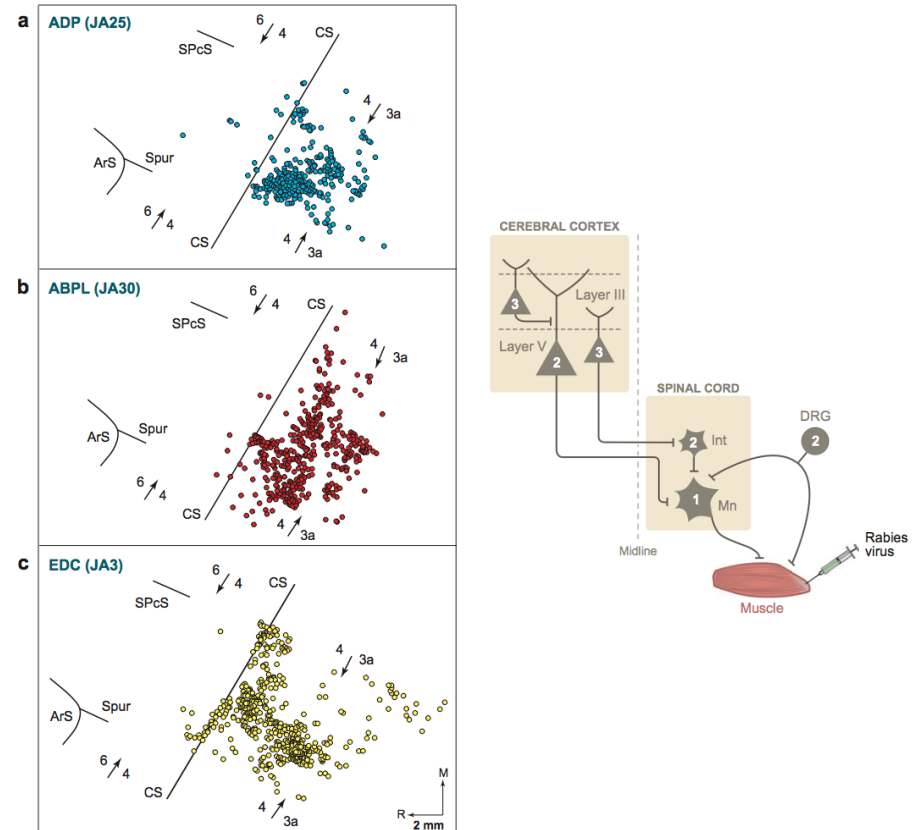 a
ADP (JA25)
6
4
CS
SPcS
4
3a
ArS
Spur
6
4
CS
4
3a
b
ABPL (JA30)
6
4
CS
SPcS
4
3a
ArS
Spur
6
4
CS
4
3a
c
EDC (JA3)
6
4
CS
SPcS
4
3a
ArS
Spur
6
4
CS
4
3a
M
R
2 mm
CEREBRAL CORTEX
3
Layer III
3
Layer V
2
SPINAL CORD
DRG
2
2
Int
1
Mn
Midline
Rabies
virus
Muscle